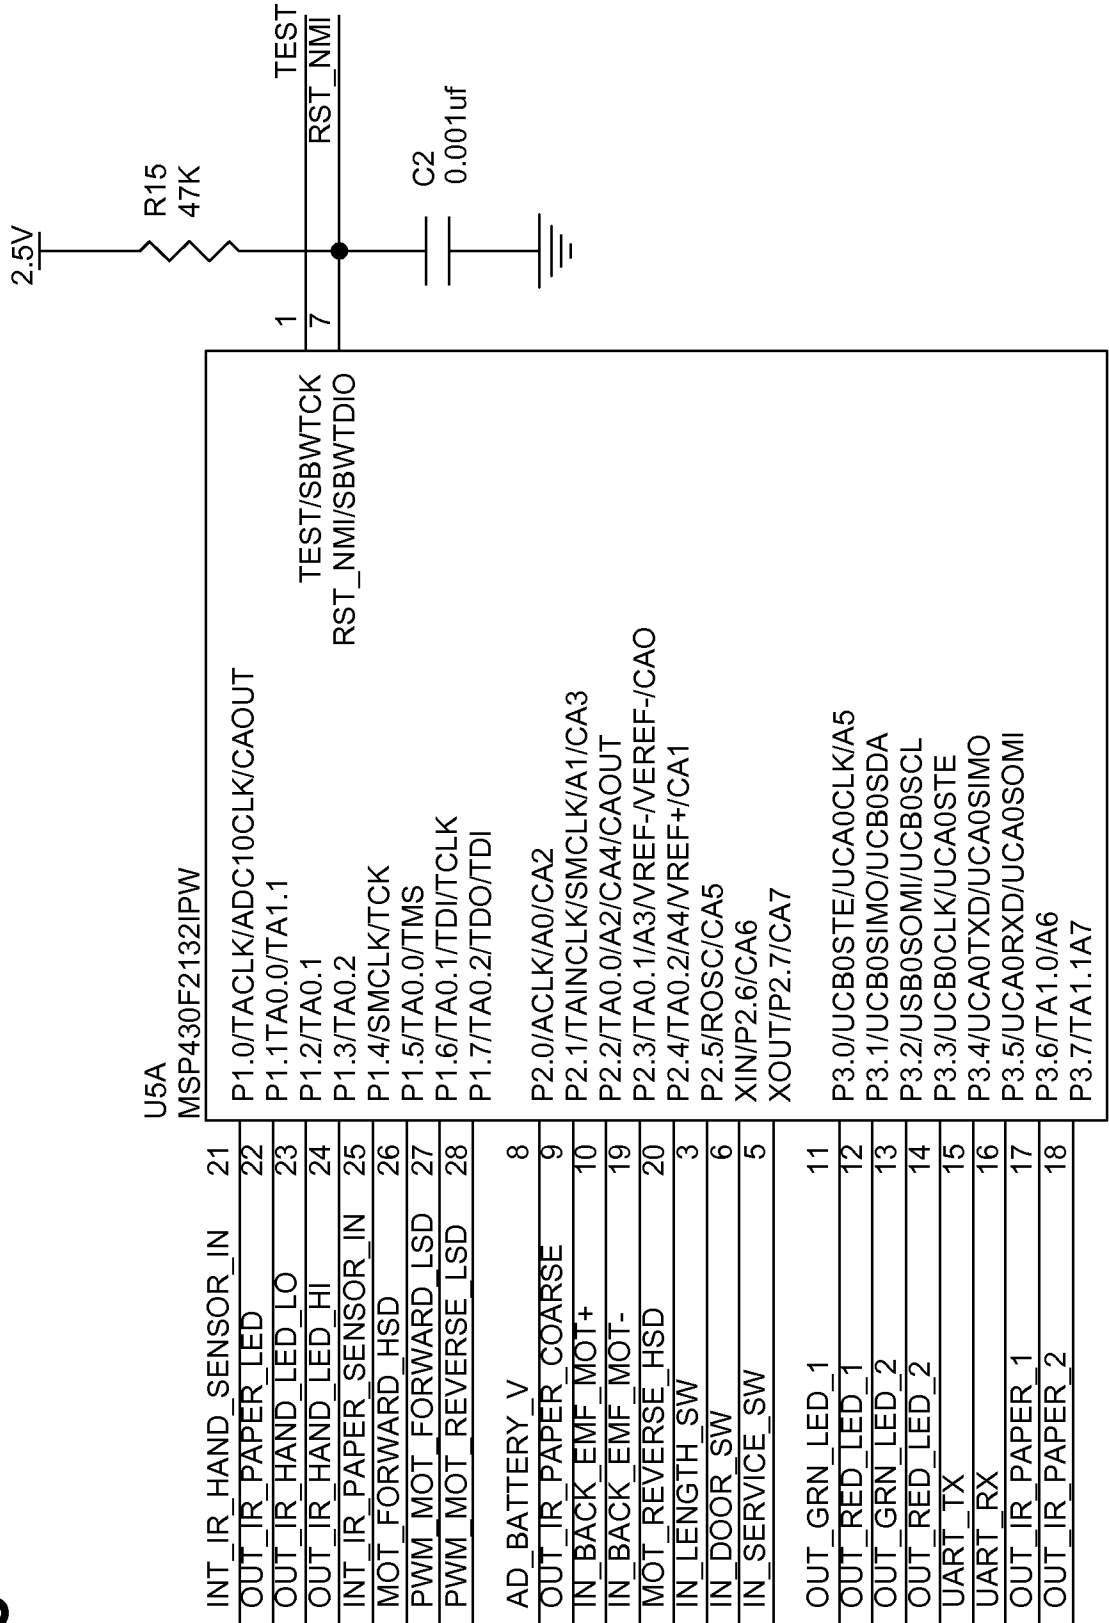 2.5V
R15
47K
TEST
RST_NMI
C2
0.001uf
1
7
U5A
MSP430F2132IPW
TEST/SBWTCK
RST_NMI/SBWTDIO
INT_IR_HAND_SENSOR_IN 21 P1.0/TACLK/ADC10CLK/CAOUT
OUT_IR_PAPER_LED 22 P1.1TA0.0/TA1.1
OUT_IR_HAND_LED_LO 23 P1.2/TA0.1
OUT_IR_HAND_LED_HI 24 P1.3/TA0.2
INT_IR_PAPER_SENSOR_IN 25 P1.4/SMCLK/TCK
MOT_FORWARD_HSD 26 P1.5/TA0.0/TMS
PWM_MOT_FORWARD_LSD 27 P1.6/TA0.1/TDI/TCLK
PWM_MOT_REVERSE_LSD 28 P1.7/TA0.2/TDO/TDI
AD_BATTERY_V 8 P2.0/ACLK/A0/CA2
OUT_IR_PAPER_COARSE 9 P2.1/TAINCLK/SMCLK/A1/CA3
IN_BACK_EMF_MOT+ 10 P2.2/TA0.0/A2/CA4/CAOUT
IN_BACK_EMF_MOT- 19 P2.3/TA0.1/A3/VREF-/VEREF-/CAO
MOT_REVERSE_HSD 20 P2.4/TA0.2/A4/VREF+/CA1
IN_LENGTH_SW 3 P2.5/ROSC/CA5
IN_DOOR_SW 6 XIN/P2.6/CA6
IN_SERVICE_SW 5 XOUT/P2.7/CA7
OUT_GRN_LED_1 11 P3.0/UCB0STE/UCA0CLK/A5
OUT_RED_LED_1 12 P3.1/UCB0SIMO/UCB0SDA
OUT_GRN_LED_2 13 P3.2/USB0SOMI/UCB0SCL
OUT_RED_LED_2 14 P3.3/UCB0CLK/UCA0STE
UART_TX 15 P3.4/UCA0TXD/UCA0SIMO
UART_RX 16 P3.5/UCA0RXD/UCA0SOMI
OUT_IR_PAPER_1 17 P3.6/TA1.0/A6
OUT_IR_PAPER_2 18 P3.7/TA1.1A7